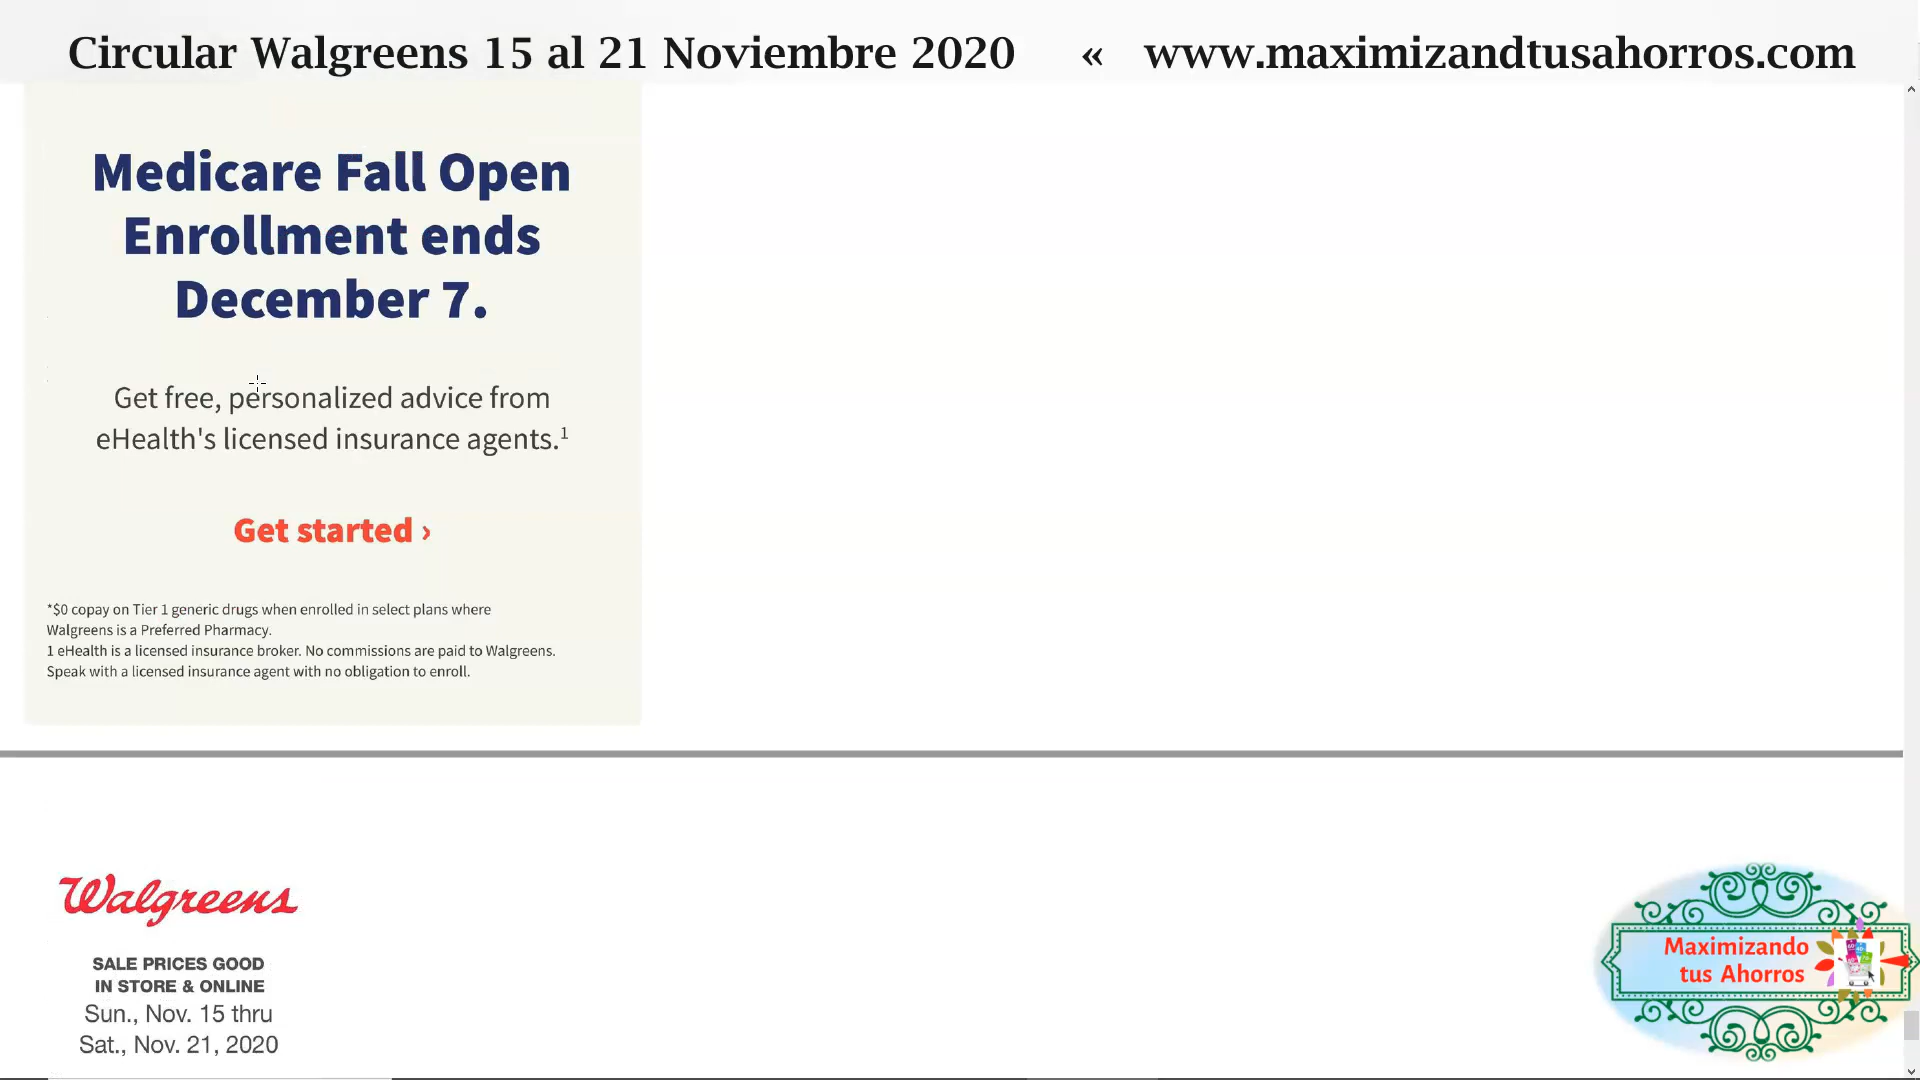 Circular Walgreens 15 al 21 Noviembre 2020 « www.maximizandtusahorros.com
Medicare Fall Open
Enrollment ends
December 7.
Get free, personalized advice from
eHealth's licensed insurance agents.¹
Get started ›
*$0 copay on Tier 1 generic drugs when enrolled in select plans where
Walgreens is a Preferred Pharmacy.
1 eHealth is a licensed insurance broker. No commissions are paid to Walgreens.
Speak with a licensed insurance agent with no obligation to enroll.
Walgreens
SALE PRICES GOOD
IN STORE & ONLINE
Sun., Nov. 15 thru
Sat., Nov. 21, 2020
Maximizando
tus Ahorros